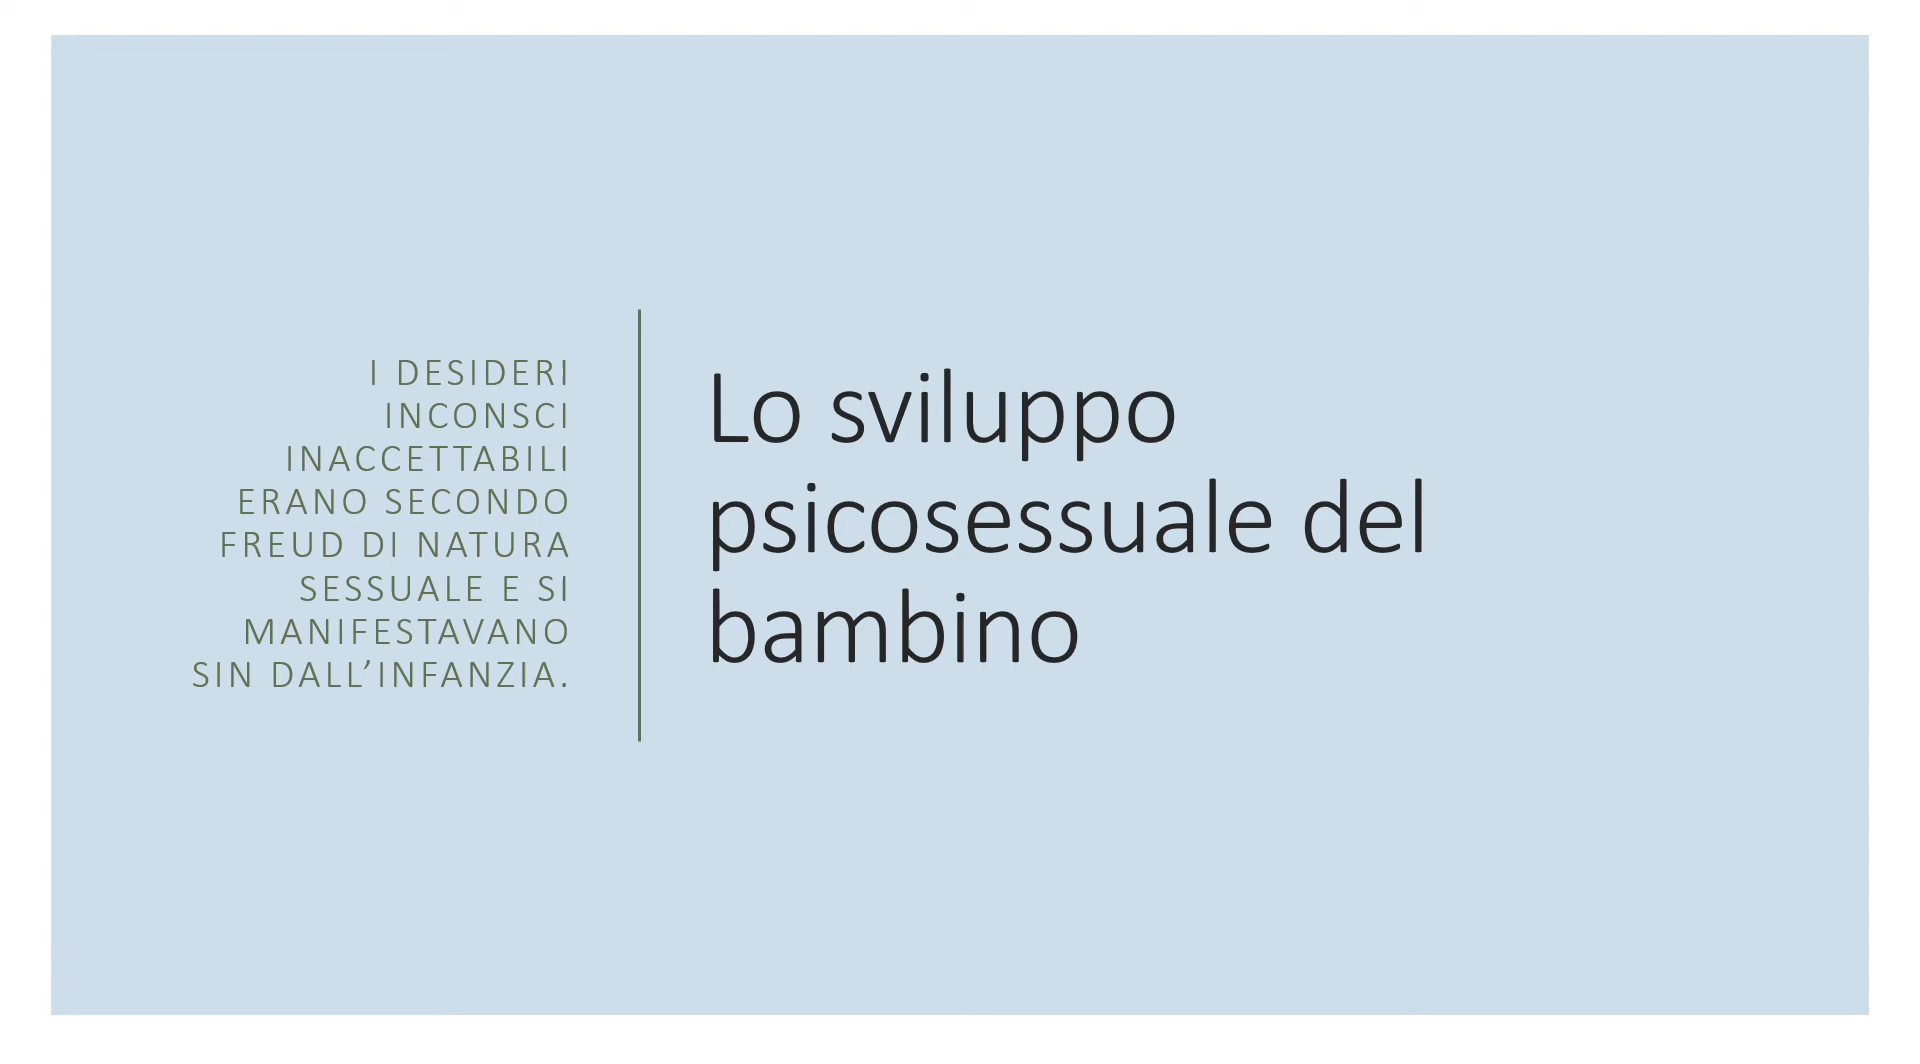 I DESIDERI
INCONSCI
INACCETTABILI
ERANO SECONDO
FREUD DI NATURA
SESSUALE E SI
MANIFESTAVANO
SIN DALL’INFANZIA.
Lo sviluppo
psicosessuale del
bambino